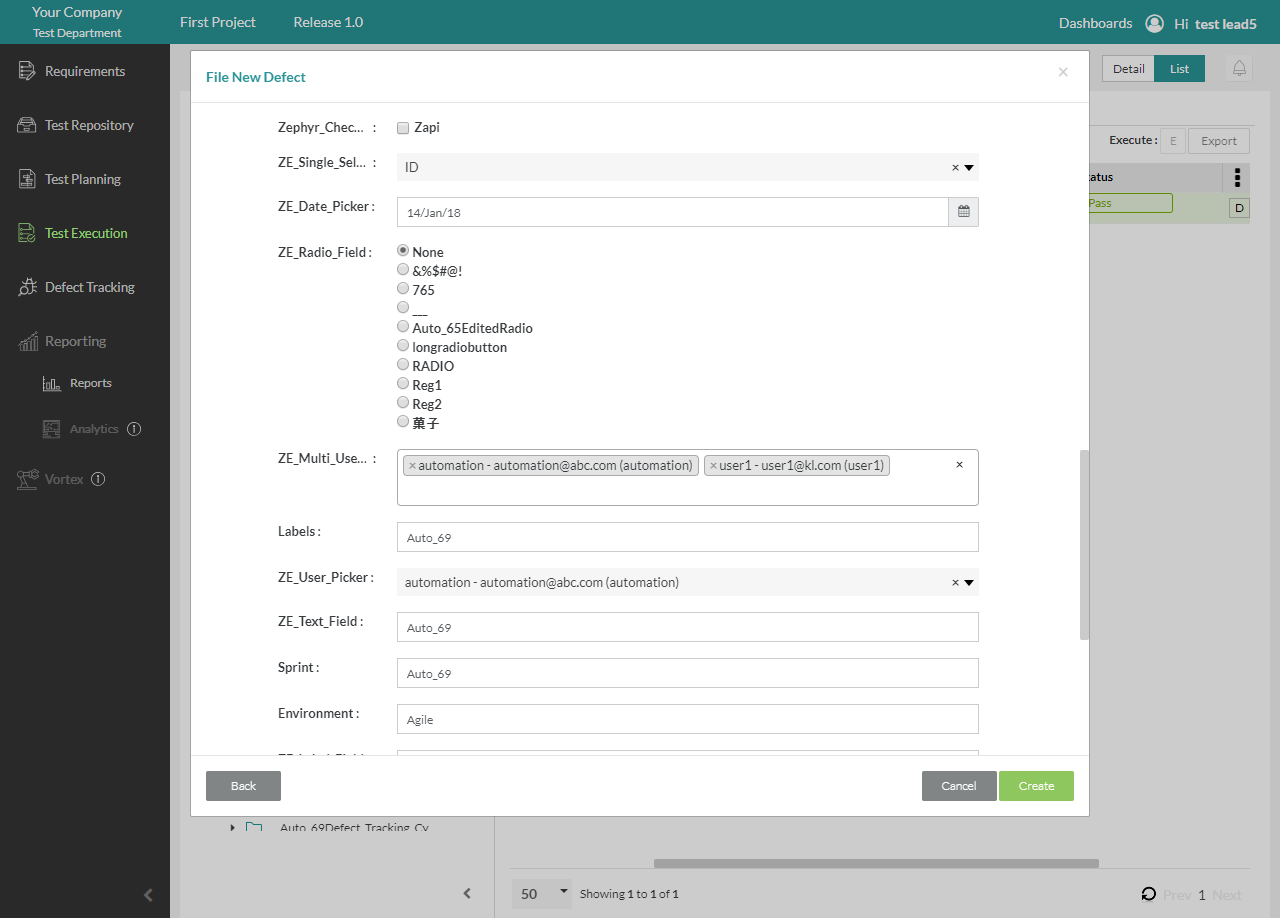 Your Company
Test Department
First Project
Release 1.0
Dashboards
Hi test lead5
Requirements
Test Repository
Test Planning
Test Execution
Defect Tracking
Reporting
Reports
Analytics
Vortex
File New Defect
×
Detail
List
Execute :
E
Export
atus
Pass
D
Zephyr_Chec... :
Zapi
ZE_Single_Sel... :
ID
×
ZE_Date_Picker :
14/Jan/18
ZE_Radio_Field :
None
&%$#@!
765
___
Auto_65EditedRadio
longradiobutton
RADIO
Reg1
Reg2
菓子
ZE_Multi_Use... :
× automation - automation@abc.com (automation)
× user1 - user1@kl.com (user1)
×
Labels :
Auto_69
ZE_User_Picker :
automation - automation@abc.com (automation)
×
ZE_Text_Field :
Auto_69
Sprint :
Auto_69
Environment :
Agile
Back
Cancel
Create
Auto_69Defect_Tracking_Cy
50
Showing 1 to 1 of 1
Prev 1 Next